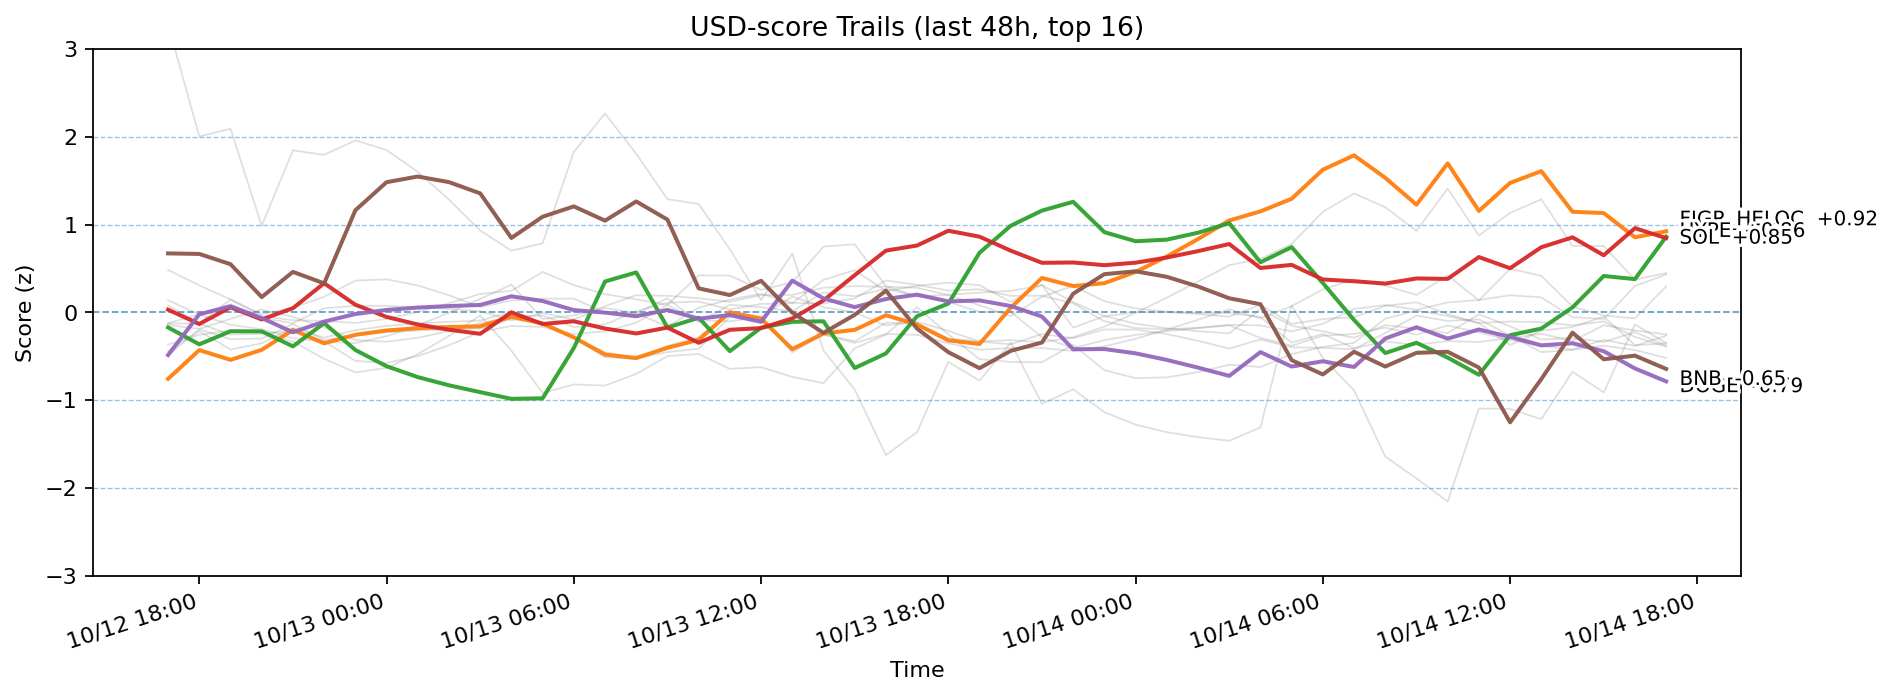 USD-score Trails (last 48h, top 16)
Score (z)
3
2
1
0
−1
−2
−3
FIGR_HELOC +0.92
SOL +0.85
BNB -0.65
10/12 18:00
10/13 00:00
10/13 06:00
10/13 12:00
10/13 18:00
10/14 00:00
10/14 06:00
10/14 12:00
10/14 18:00
Time